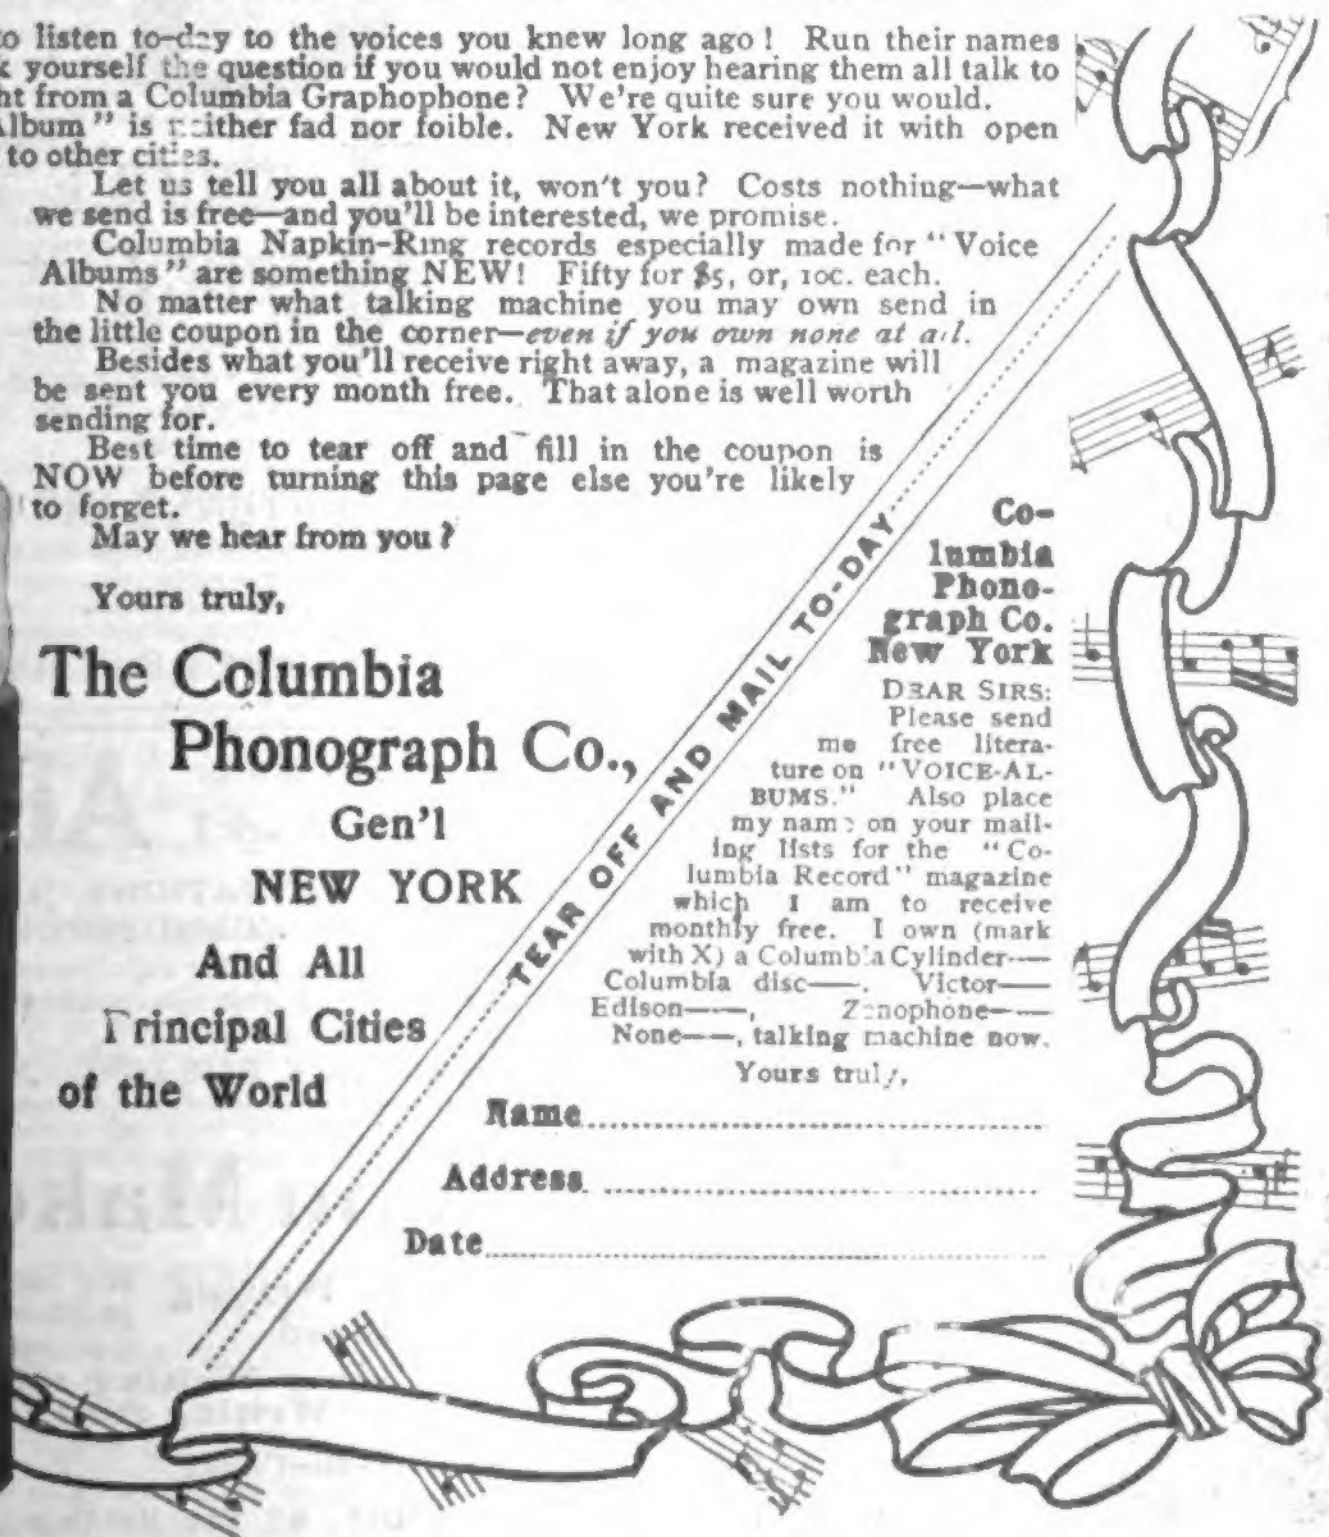 to listen to-day to the voices you knew long ago! Run their names
yourself the question if you would not enjoy hearing them all talk to
from a Columbia Graphophone? We're quite sure you would.
Album" is neither fad nor foible. New York received it with open
to other cities.
Let us tell you all about it, won't you? Costs nothing—what
we send is free—and you'll be interested, we promise.
Columbia Napkin-Ring records especially made for "Voice
Albums" are something NEW! Fifty for $5, or, 10c. each.
No matter what talking machine you may own send in
the little coupon in the corner—even if you own none at all.
Besides what you'll receive right away, a magazine will
be sent you every month free. That alone is well worth
sending for.
Best time to tear off and fill in the coupon is
NOW before turning this page else you're likely
to forget.
May we hear from you?
Yours truly,
The Columbia
Phonograph Co.,
Gen'l
NEW YORK
And All
Principal Cities
of the World
TEAR OFF AND MAIL TO-DAY
Co-
lumbia
Phono-
graph Co.
New York
DEAR SIRS:
Please send
me free litera-
ture on "VOICE-AL-
BUMS." Also place
my name on your mail-
ing lists for the "Co-
lumbia Record" magazine
which I am to receive
monthly free. I own (mark
with X) a Columbia Cylinder——
Columbia disc——. Victor——
Edison——, Zonophone——
None——, talking machine now.
Yours truly,
Name
Address
Date